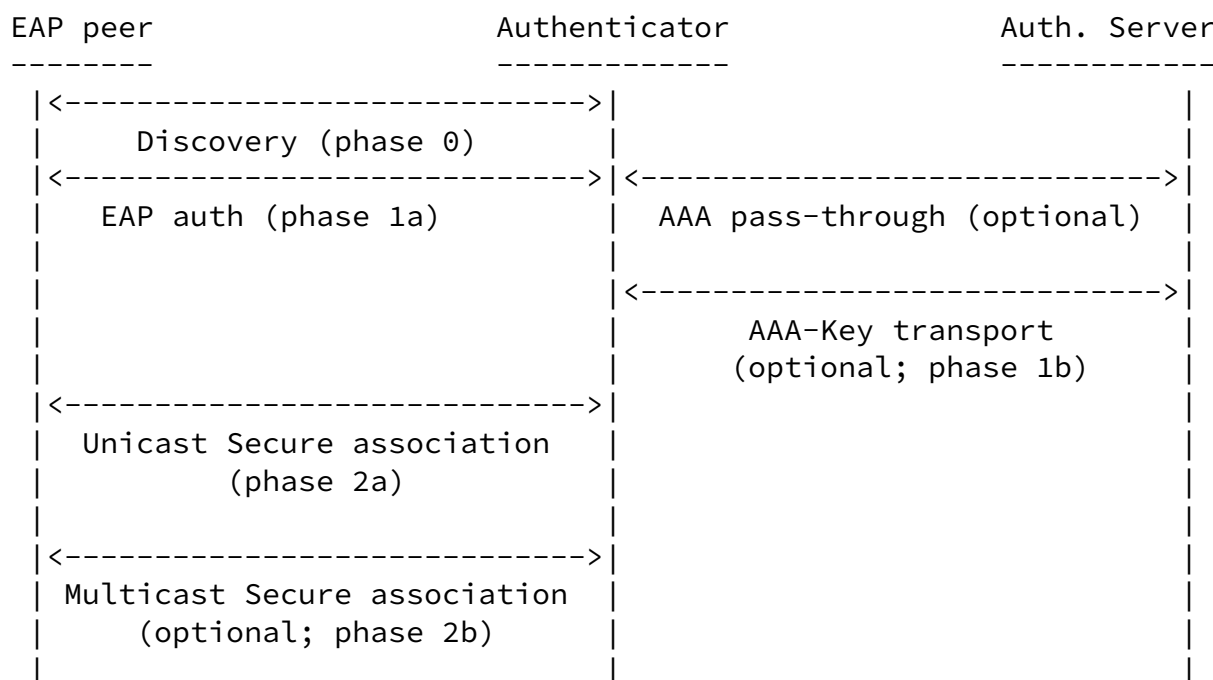 EAP peer                   Authenticator               Auth. Server
--------                   -------------               ------------
 |<----------------------------->|                               |
 |     Discovery (phase 0)       |                               |
 |<----------------------------->|<----------------------------->|
 |   EAP auth (phase 1a)         |  AAA pass-through (optional)  |
 |                               |                               |
 |                               |<----------------------------->|
 |                               |       AAA-Key transport       |
 |                               |      (optional; phase 1b)     |
 |<----------------------------->|                               |
 |  Unicast Secure association   |                               |
 |          (phase 2a)           |                               |
 |                               |                               |
 |<----------------------------->|                               |
 | Multicast Secure association  |                               |
 |     (optional; phase 2b)      |                               |
 |                               |                               |